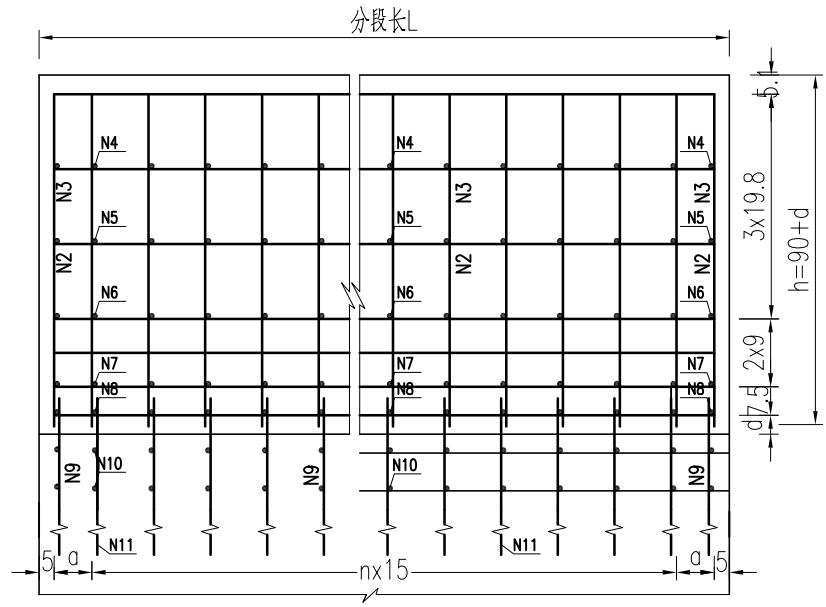 分段长L
5.1
N4 N4 N4
N3 N3 N3
3x19.8
h=90+d
N5 N5 N5
N2 N2 N2
N6 N6 N6
2x9
N7 N7 N7
N8 N8 N8
7.5
d
N9 N10 N9 N10 N9
N11 N11
5 a nx15 a 5